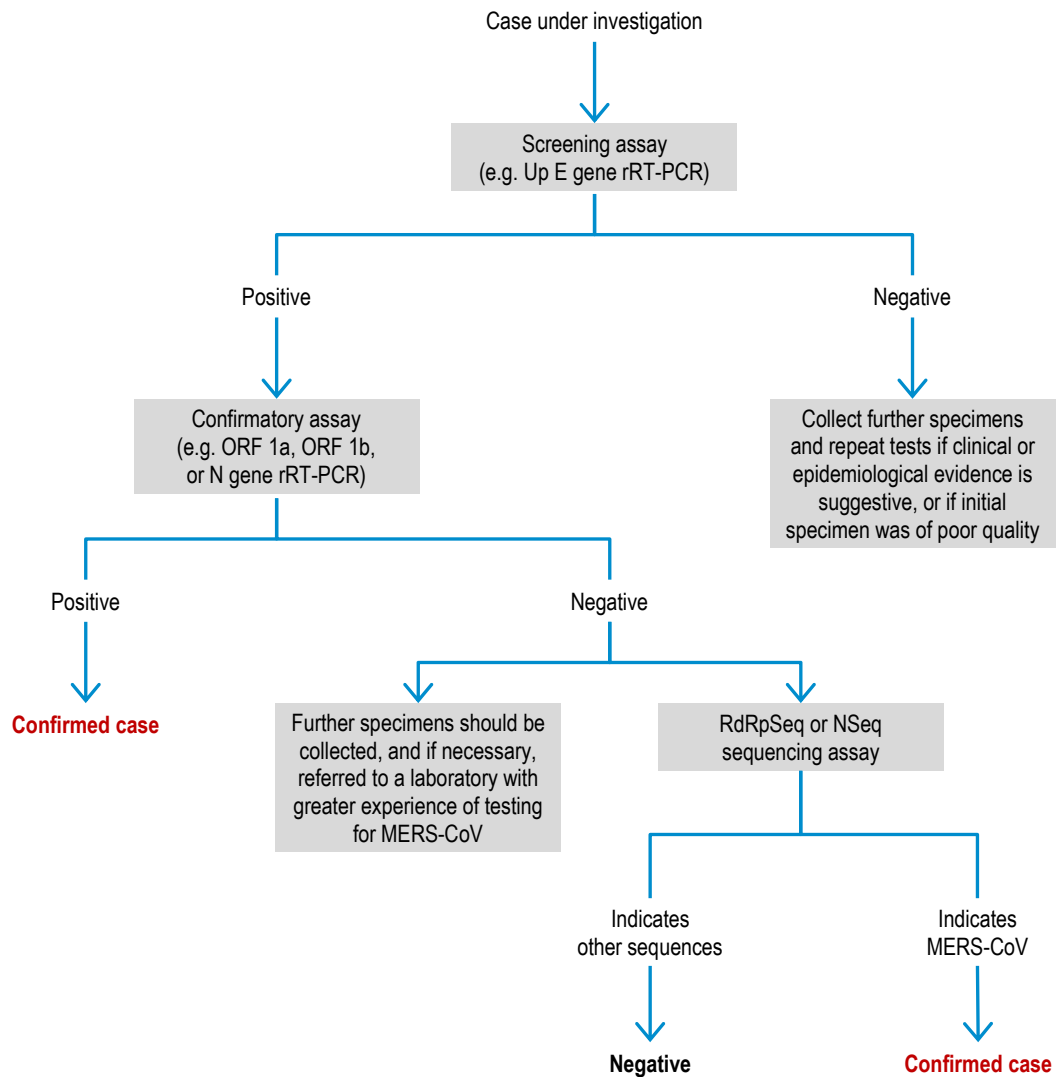 Case under investigation
Screening assay
(e.g. Up E gene rRT-PCR)
Positive
Negative
Confirmatory assay
(e.g. ORF 1a, ORF 1b,
or N gene rRT-PCR)
Collect further specimens
and repeat tests if clinical or
epidemiological evidence is
suggestive, or if initial
specimen was of poor quality
Positive
Negative
Confirmed case
Further specimens should be
collected, and if necessary,
referred to a laboratory with
greater experience of testing
for MERS-CoV
RdRpSeq or NSeq
sequencing assay
Indicates
other sequences
Indicates
MERS-CoV
Negative
Confirmed case